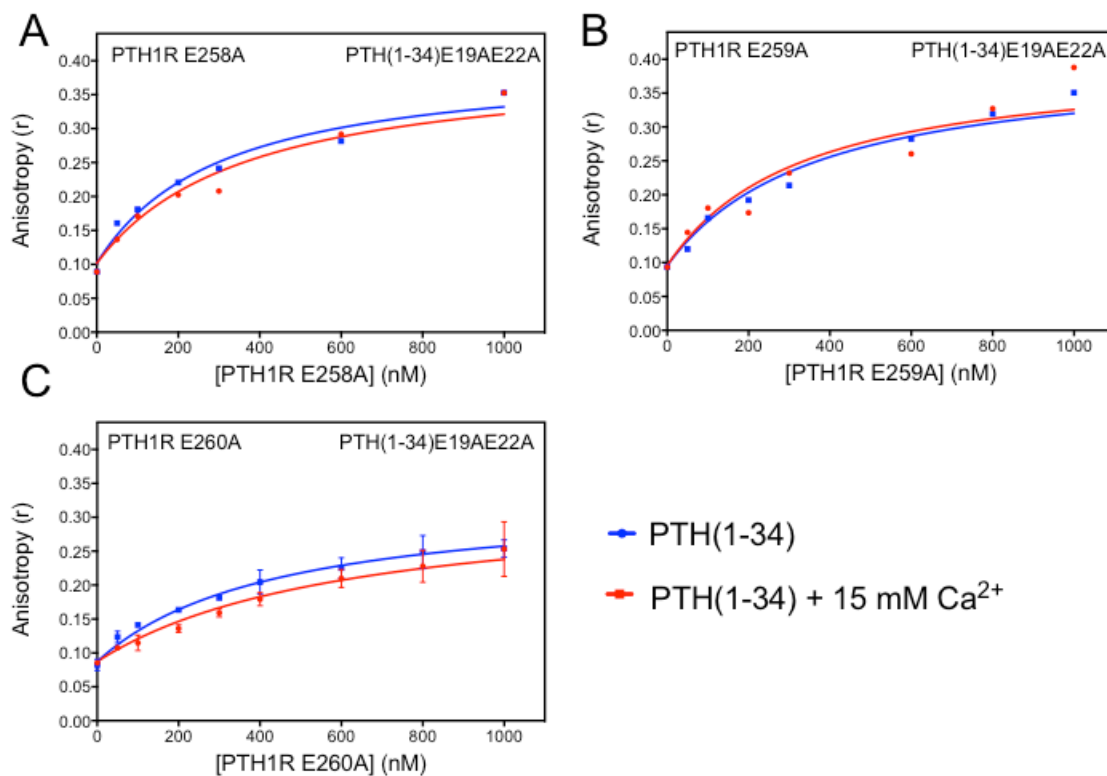 A
PTH1R E258A PTH(1-34)E19AE22A
Anisotropy (r)
0.40
0.35
0.30
0.25
0.20
0.15
0.10
0.05
0.00
0 200 400 600 800 1000
[PTH1R E258A] (nM)
B
PTH1R E259A PTH(1-34)E19AE22A
Anisotropy (r)
0.40
0.35
0.30
0.25
0.20
0.15
0.10
0.05
0.00
0 200 400 600 800 1000
[PTH1R E259A] (nM)
C
PTH1R E260A PTH(1-34)E19AE22A
Anisotropy (r)
0.40
0.35
0.30
0.25
0.20
0.15
0.10
0.05
0.00
0 200 400 600 800 1000
[PTH1R E260A] (nM)
PTH(1-34)
PTH(1-34) + 15 mM Ca²⁺